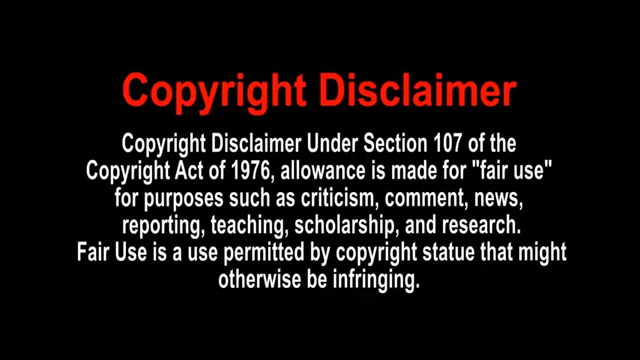 Copyright Disclaimer
Copyright Disclaimer Under Section 107 of the
Copyright Act of 1976, allowance is made for "fair use"
for purposes such as criticism, comment, news,
reporting, teaching, scholarship, and research.
Fair Use is a use permitted by copyright statue that might
otherwise be infringing.